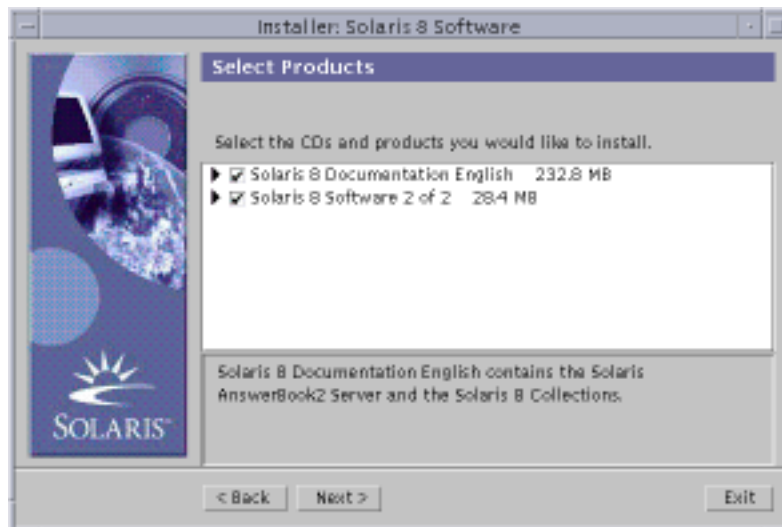 Installer: Solaris 8 Software
Select Products
Select the CDs and products you would like to install.
Solaris 8 Documentation English 232.8 MB
Solaris 8 Software 2 of 2 28.4 MB
Solaris 8 Documentation English contains the Solaris
AnswerBook2 Server and the Solaris 8 Collections.
SOLARIS™
< Back
Next >
Exit